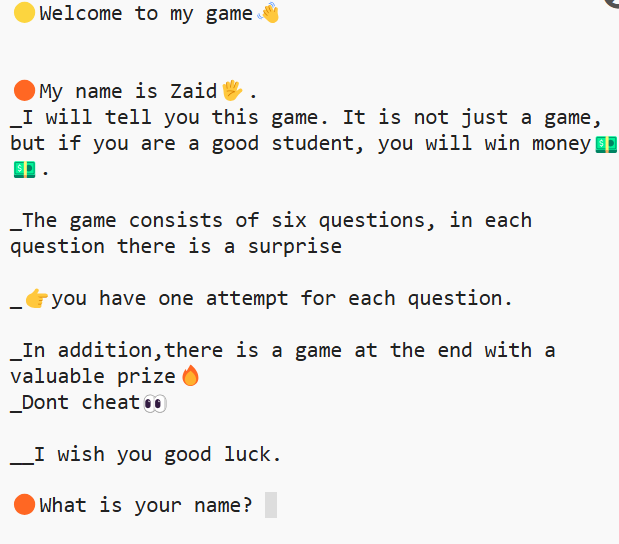 🟡Welcome to my game👋
🟠My name is Zaid👋.
_I will tell you this game. It is not just a game,
but if you are a good student, you will win money💵
💵.
_The game consists of six questions, in each
question there is a surprise
_👉you have one attempt for each question.
_In addition,there is a game at the end with a
valuable prize🔥
_Dont cheat👀
__I wish you good luck.
🟠What is your name?